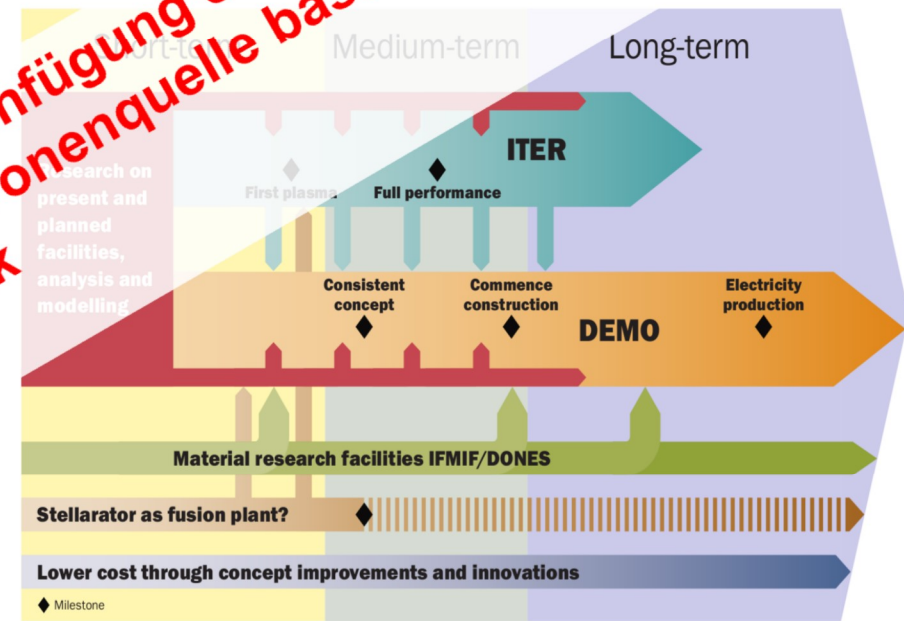 Short-term Medium-term Long-term
nfügung
onenquelle bas
ITER
First plasma Full performance
Research on
present and
planned
facilities,
analysis and
modelling
Consistent
concept
Commence
construction
Electricity
production
DEMO
Material research facilities IFMIF/DONES
Stellarator as fusion plant?
Lower cost through concept improvements and innovations
Milestone